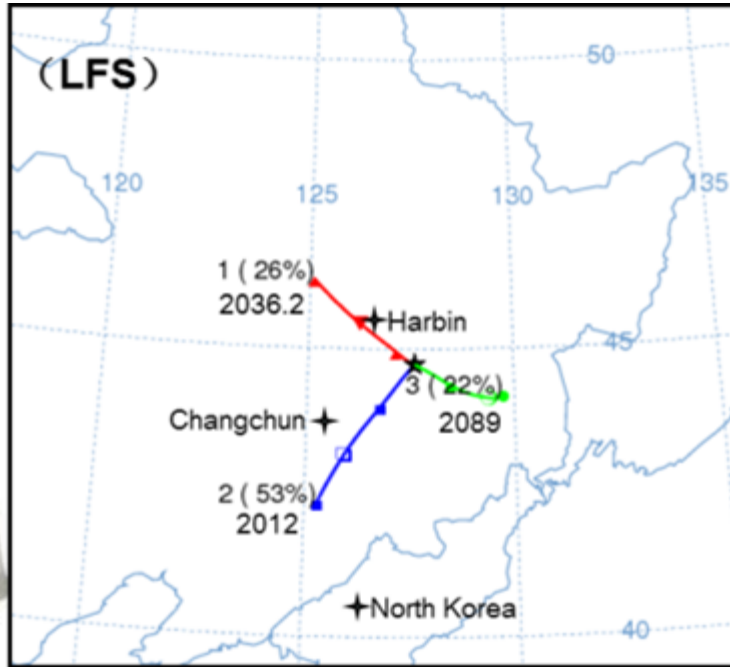 50
（LFS）
120
125
130
135
1 ( 26%)
2036.2
Harbin
45
3 ( 22%)
Changchun
2089
2 ( 53%)
2012
North Korea
40